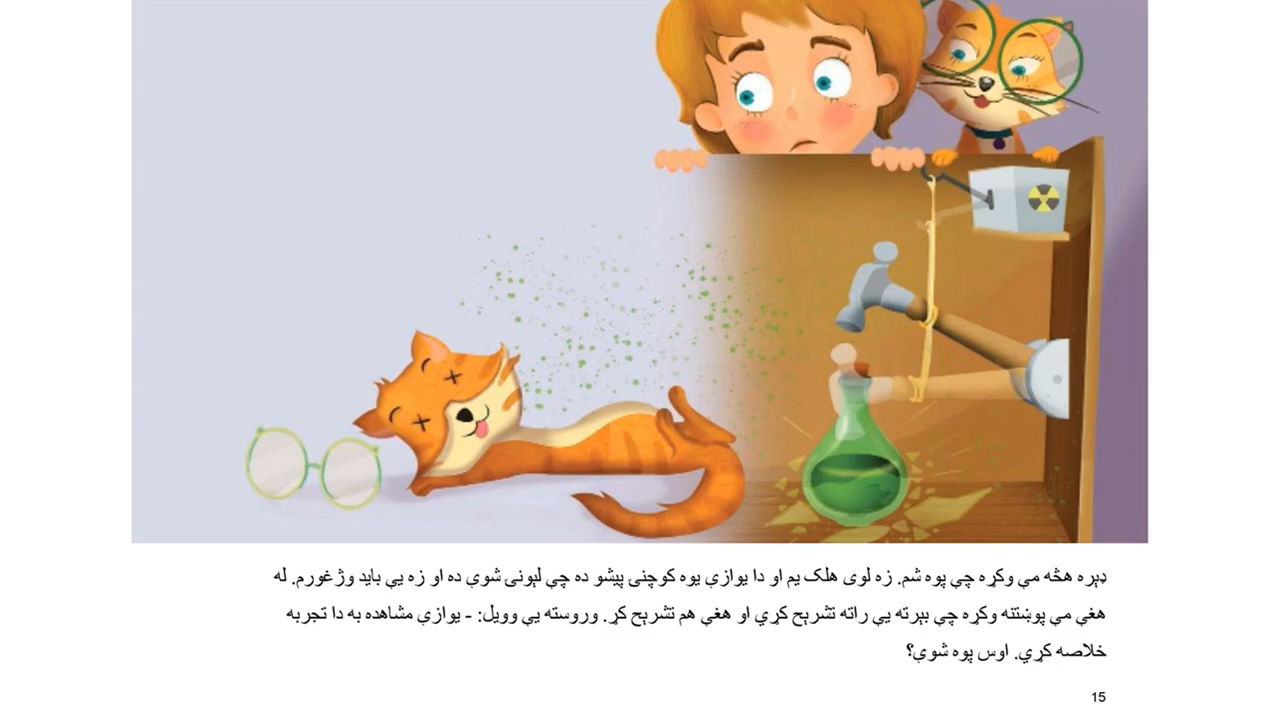 ډېره هڅه مې وکړه چې پوه شم. زه لوی هلک یم او دا یوازې یوه کوچنۍ پیشو ده چې لېونۍ شوې ده او زه یې باید وژغورم. له
هغې مې پوښتنه وکړه چې بېرته یې راته تشرېح کړي او هغې هم تشرېح کړ. وروسته یې وویل: - یوازې مشاهده به دا تجربه
خلاصه کړي. اوس پوه شوې؟
15